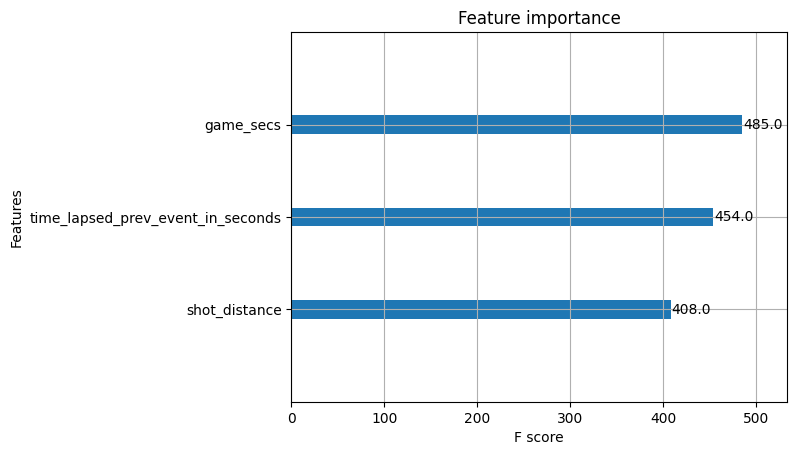 Feature importance
Features
game_secs
485.0
time_lapsed_prev_event_in_seconds
454.0
shot_distance
408.0
0 100 200 300 400 500
F score